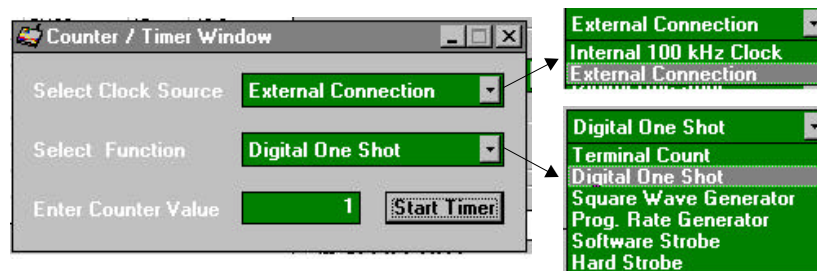 Counter / Timer Window
Select Clock Source External Connection
Select Function Digital One Shot
Enter Counter Value 1 Start Timer
External Connection
Internal 100 kHz Clock
External Connection
Digital One Shot
Terminal Count
Digital One Shot
Square Wave Generator
Prog. Rate Generator
Software Strobe
Hard Strobe